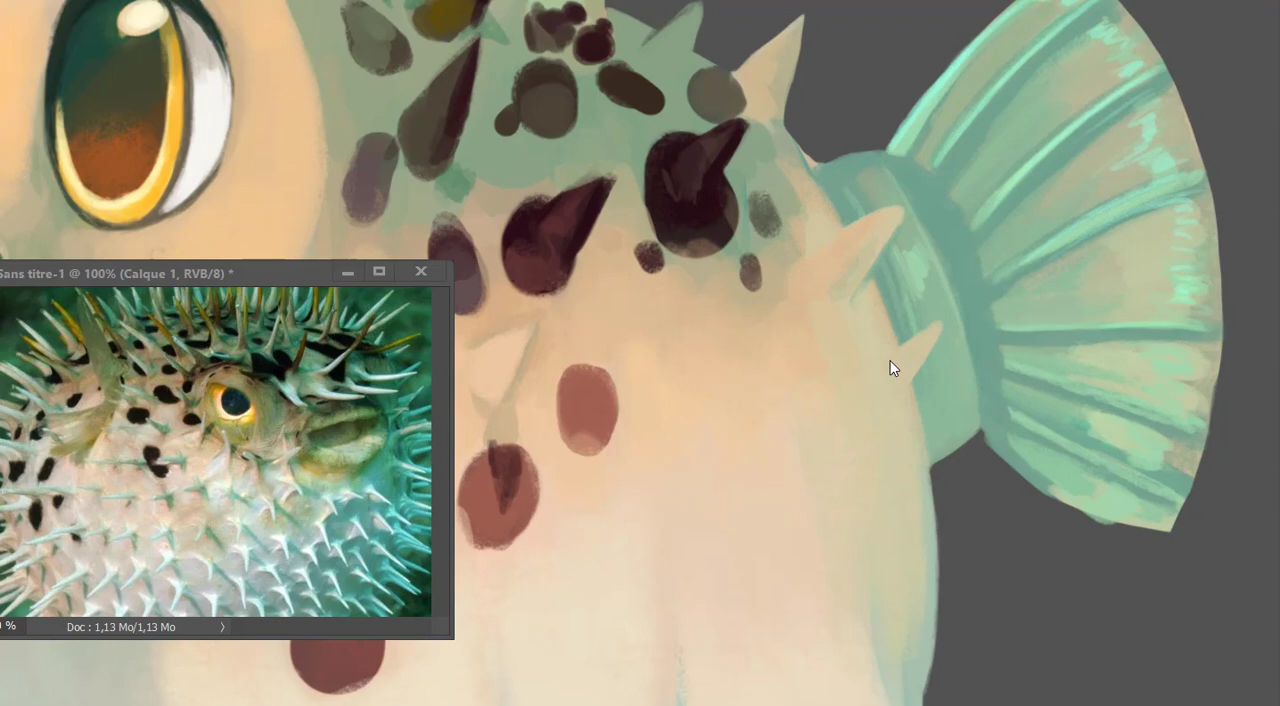 Sans titre-1 @ 100% (Calque 1, RVB/8) *
%
Doc : 1,13 Mo/1,13 Mo